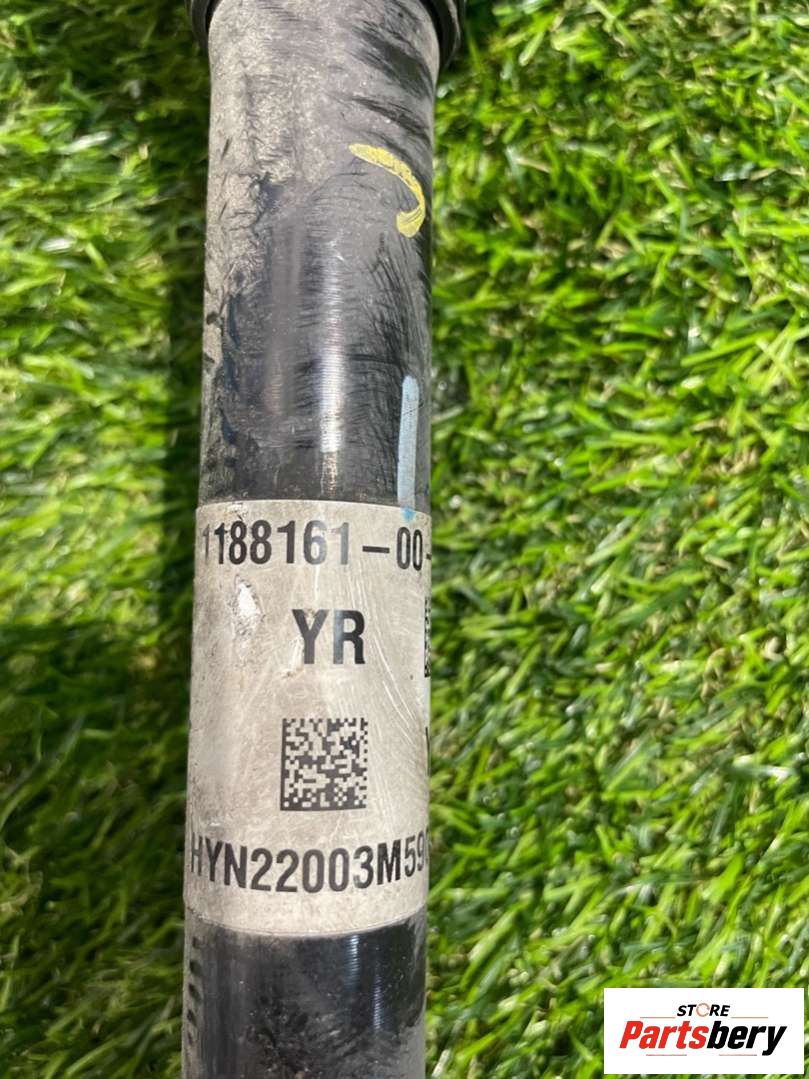 1188161-00-
YR
HYN22003M59
STORE
Partsbery